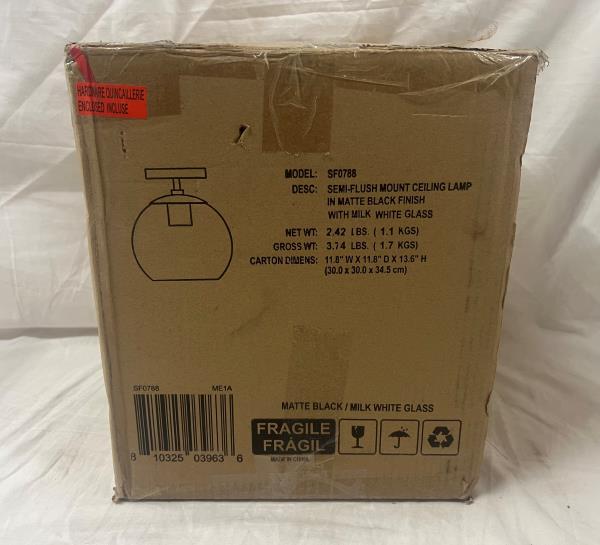 HARDWARE QUINCAILLERIE
ENCLOSED INCLUSE
MODEL: SF0788
DESC: SEMI-FLUSH MOUNT CEILING LAMP
IN MATTE BLACK FINISH
WITH MILK WHITE GLASS
NET WT: 2.42 LBS. ( 1.1 KGS)
GROSS WT: 3.74 LBS. ( 1.7 KGS)
CARTON DIMENS: 11.8" W X 11.8" D X 13.6" H
(30.0 x 30.0 x 34.5 cm)
SF0788 ME1A
8 10325 03963 6
MATTE BLACK / MILK WHITE GLASS
FRAGILE
FRÁGIL
MADE IN CHINA